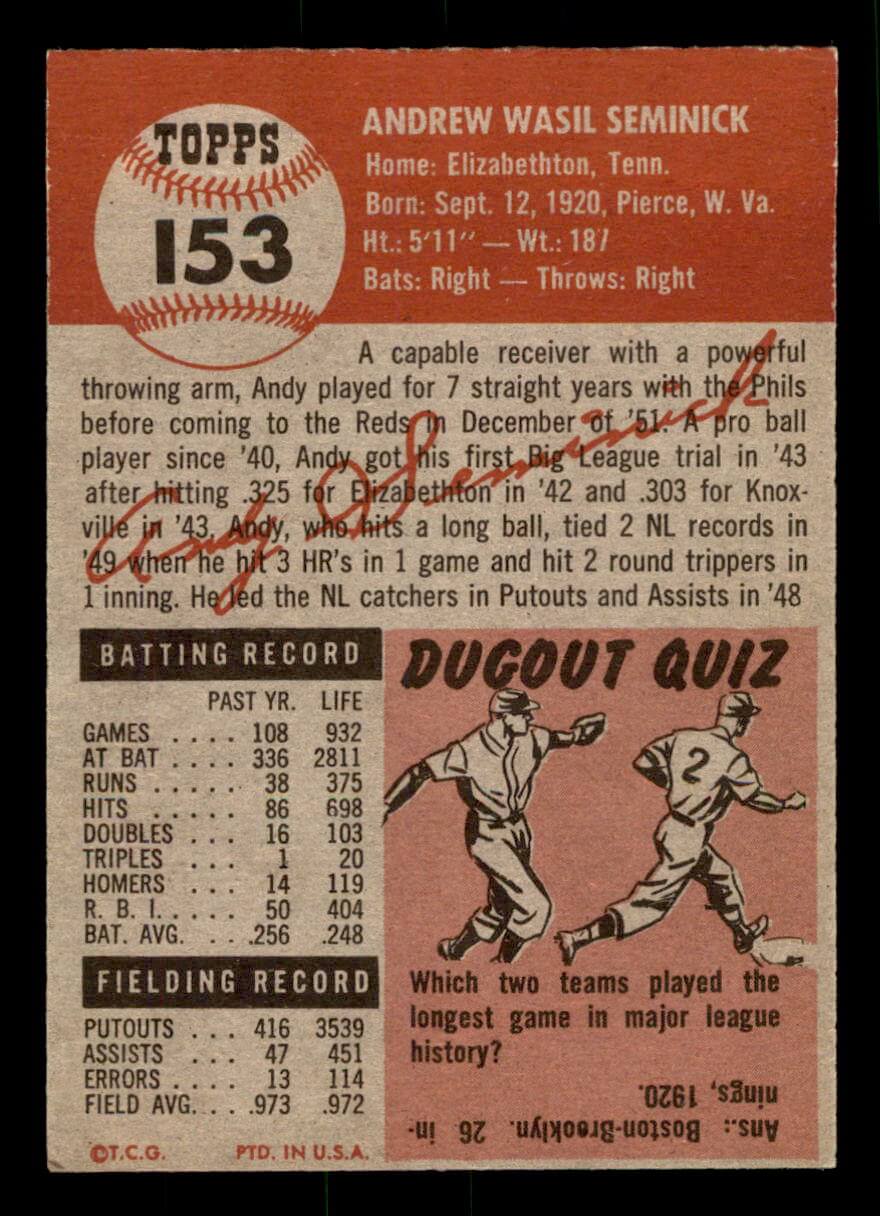 TOPPS
153
ANDREW WASIL SEMINICK
Home: Elizabethton, Tenn.
Born: Sept. 12, 1920, Pierce, W. Va.
Ht.: 5'11" — Wt.: 187
Bats: Right — Throws: Right
A capable receiver with a powerful
throwing arm, Andy played for 7 straight years with the Phils
before coming to the Reds in December of '51. A pro ball
player since '40, Andy got his first Big League trial in '43
after hitting .325 for Elizabethton in '42 and .303 for Knox-
ville in '43. Andy, who hits a long ball, tied 2 NL records in
'49 when he hit 3 HR's in 1 game and hit 2 round trippers in
1 inning. He led the NL catchers in Putouts and Assists in '48
Andy Seminick
BATTING RECORD
PAST YR. LIFE
GAMES .... 108 932
AT BAT .... 336 2811
RUNS ..... 38 375
HITS ..... 86 698
DOUBLES ... 16 103
TRIPLES ... 1 20
HOMERS ... 14 119
R. B. I. .... 50 404
BAT. AVG. ... .256 .248
FIELDING RECORD
PUTOUTS ... 416 3539
ASSISTS ... 47 451
ERRORS .... 13 114
FIELD AVG. ... .973 .972
©T.C.G. PTD. IN U.S.A.
DUGOUT QUIZ
2
Which two teams played the
longest game in major league
history?
Ans.: Boston-Brooklyn. 26 in-
nings, 1920.